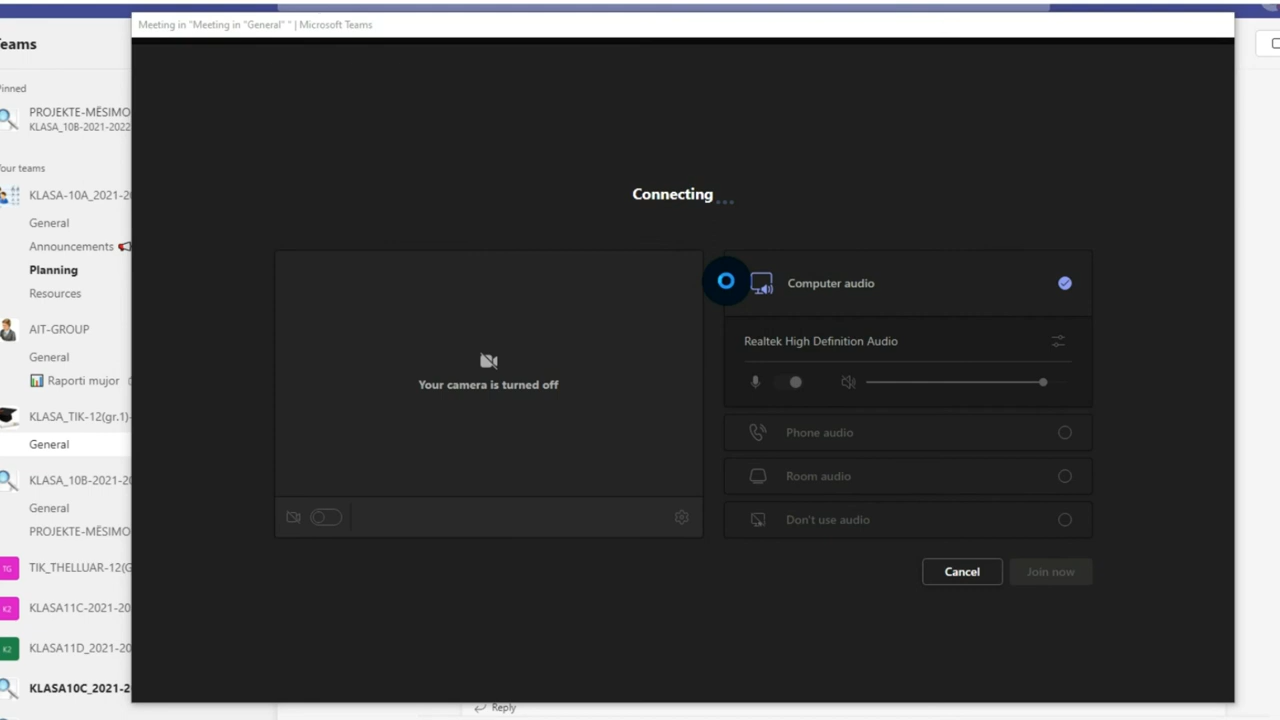 Meeting in "Meeting in "General" " | Microsoft Teams
Teams
Pinned
PROJEKTE-MËSIMO
KLASA_10B-2021-2022
Your teams
KLASA-10A_2021-20
General
Announcements
Planning
Resources
AIT-GROUP
General
Raporti mujor
KLASA_TIK-12(gr.1)-
General
KLASA_10B-2021-20
General
PROJEKTE-MËSIMO
TG TIK_THELLUAR-12(G
K2 KLASA11C-2021-20
K2 KLASA11D_2021-20
KLASA10C_2021-2
Connecting...
Your camera is turned off
Computer audio
Realtek High Definition Audio
Phone audio
Room audio
Don't use audio
Cancel
Join now
Reply